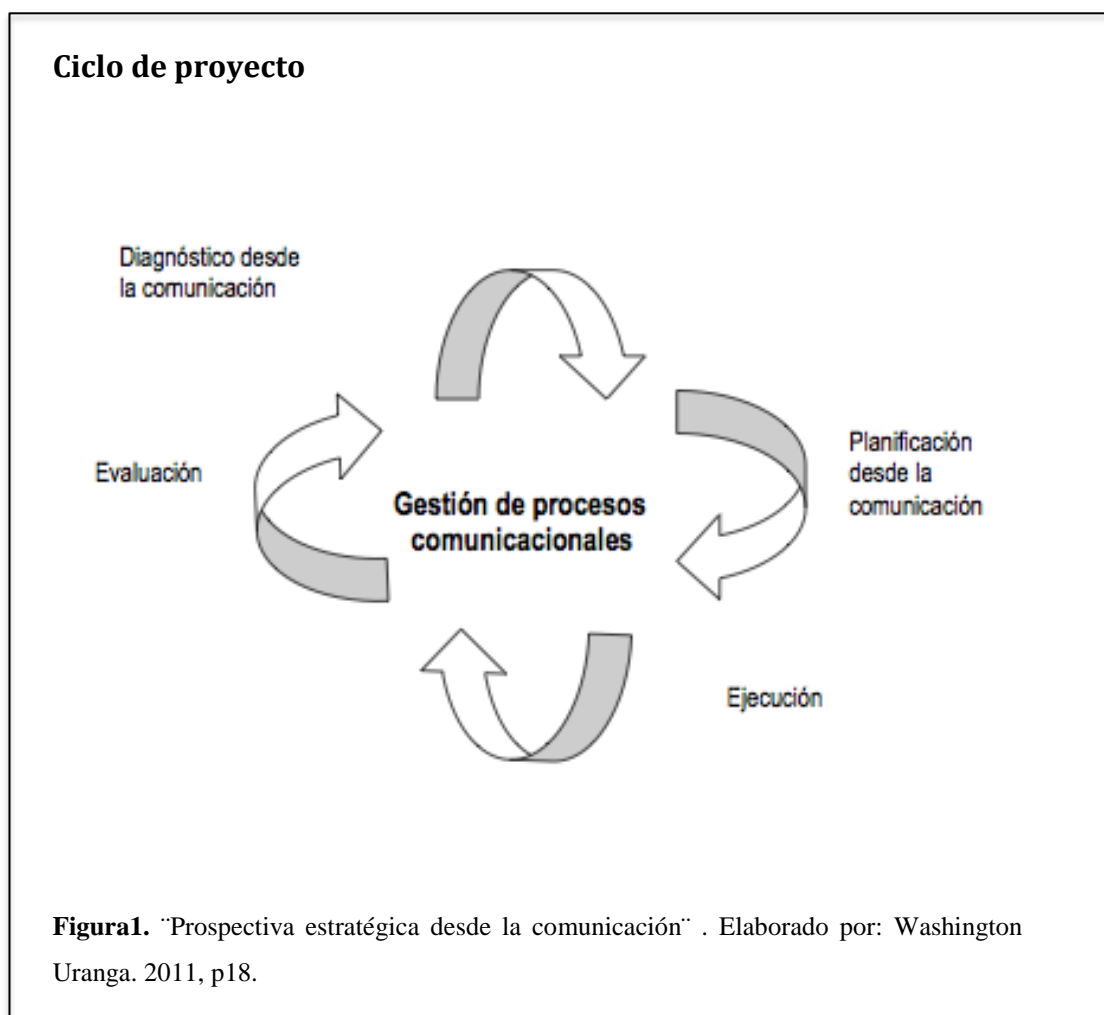 Ciclo de proyecto
Diagnóstico desde
la comunicación
Evaluación
Gestión de procesos
comunicacionales
Planificación
desde la
comunicación
Ejecución
Figura1. ¨Prospectiva estratégica desde la comunicación¨ . Elaborado por: Washington
Uranga. 2011, p18.